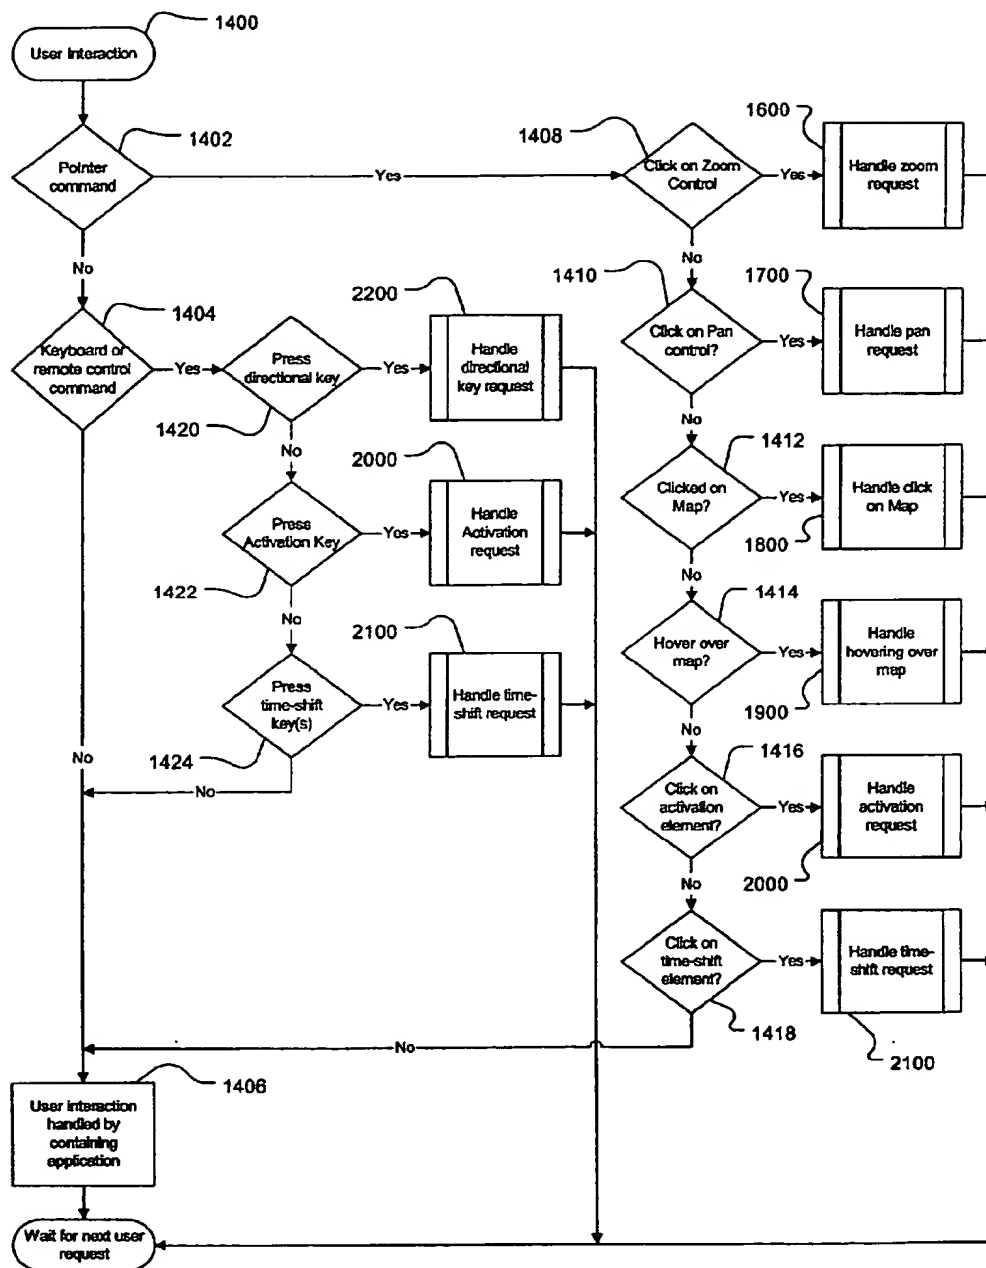 1400
User Interaction
1402
Pointer
command
Yes
1408
Click on Zoom
Control
Yes
1600
Handle zoom
request
No
No
1404
Keyboard or
remote control
command
Yes
Press
directional key
1420
Yes
2200
Handle
directional
key request
1410
Click on Pan
control?
Yes
1700
Handle pan
request
No
No
Press
Activation Key
1422
Yes
2000
Handle
Activation
request
1412
Clicked on
Map?
Yes
Handle click
on Map
1800
No
No
Press
time-shift
key(s)
1424
Yes
2100
Handle time-
shift request
1414
Hover over
map?
Yes
Handle
hovering over
map
1900
No
No
No
1416
Click on
activation
element?
Yes
Handle
activation
request
2000
No
Click on
time-shift
element?
1418
Yes
Handle time-
shift request
2100
No
1406
User interaction
handled by
containing
application
Wait for next user
request